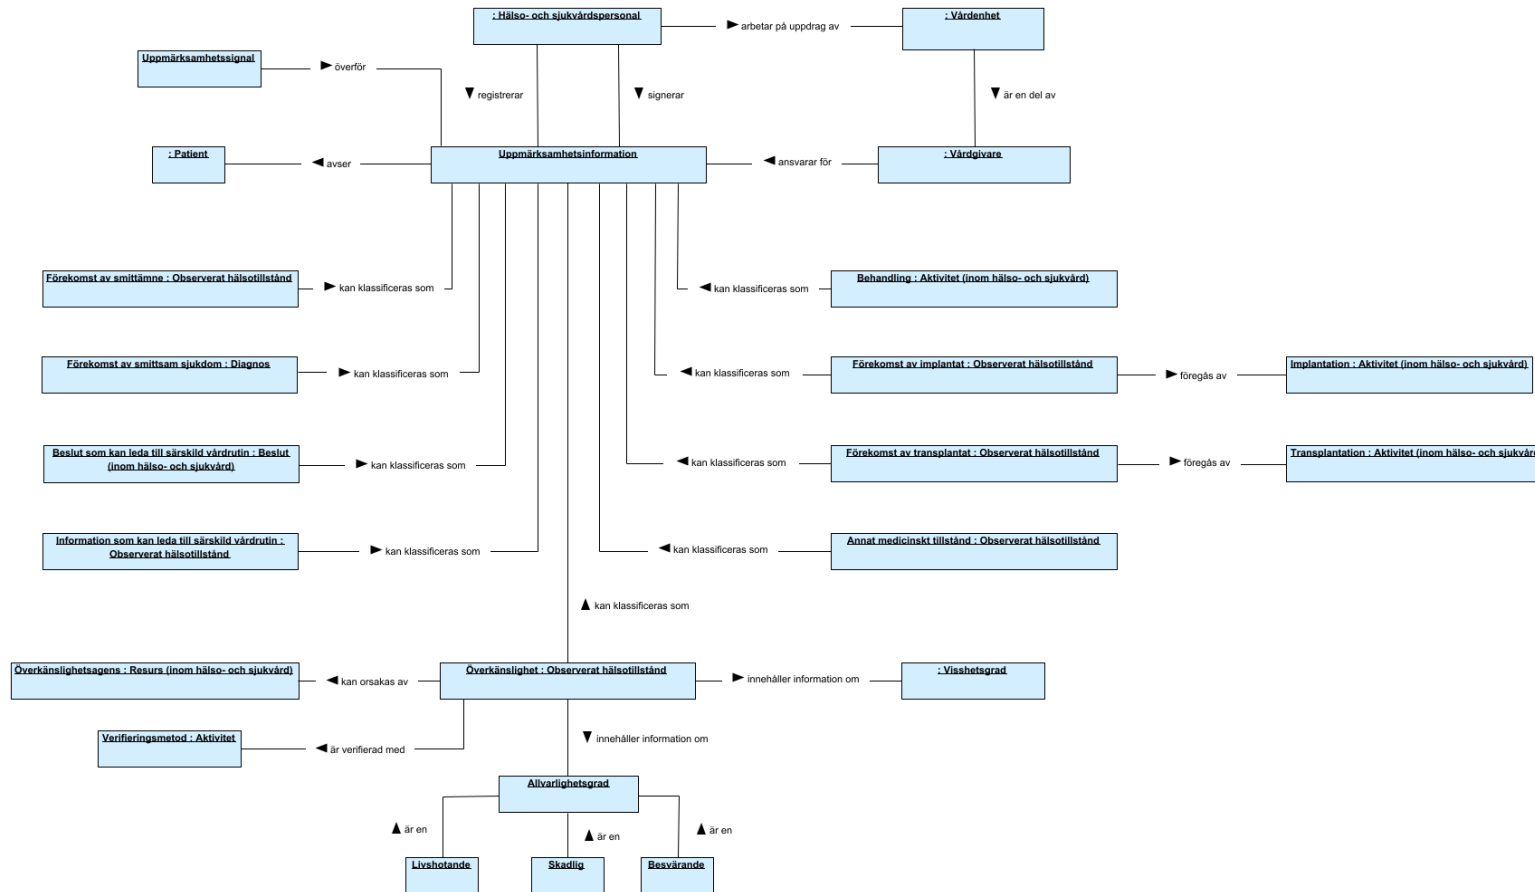 : Hälso- och sjukvårdspersonal
arbetar på uppdrag av
: Vårdenhet
Uppmärksamhetssignal
överför
registrerar
signerar
är en del av
: Patient
avser
Uppmärksamhetsinformation
ansvarar för
: Vårdgivare
Förekomst av smittämne : Observerat hälsotillstånd
kan klassificeras som
kan klassificeras som
Behandling : Aktivitet (inom hälso- och sjukvård)
Förekomst av smittsam sjukdom : Diagnos
kan klassificeras som
kan klassificeras som
Förekomst av implantat : Observerat hälsotillstånd
föregås av
Implantation : Aktivitet (inom hälso- och sjukvård)
Beslut som kan leda till särskild vårdrutin : Beslut
(inom hälso- och sjukvård)
kan klassificeras som
kan klassificeras som
Förekomst av transplantat : Observerat hälsotillstånd
föregås av
Transplantation : Aktivitet (inom hälso- och sjukvård
Information som kan leda till särskild vårdrutin :
Observerat hälsotillstånd
kan klassificeras som
kan klassificeras som
Annat medicinskt tillstånd : Observerat hälsotillstånd
kan klassificeras som
Överkänslighetsagens : Resurs (inom hälso- och sjukvård)
kan orsakas av
Överkänslighet : Observerat hälsotillstånd
innehåller information om
: Visshetsgrad
Verifieringsmetod : Aktivitet
är verifierad med
innehåller information om
Allvarlighetsgrad
är en
är en
är en
Livshotande
Skadlig
Besvärande